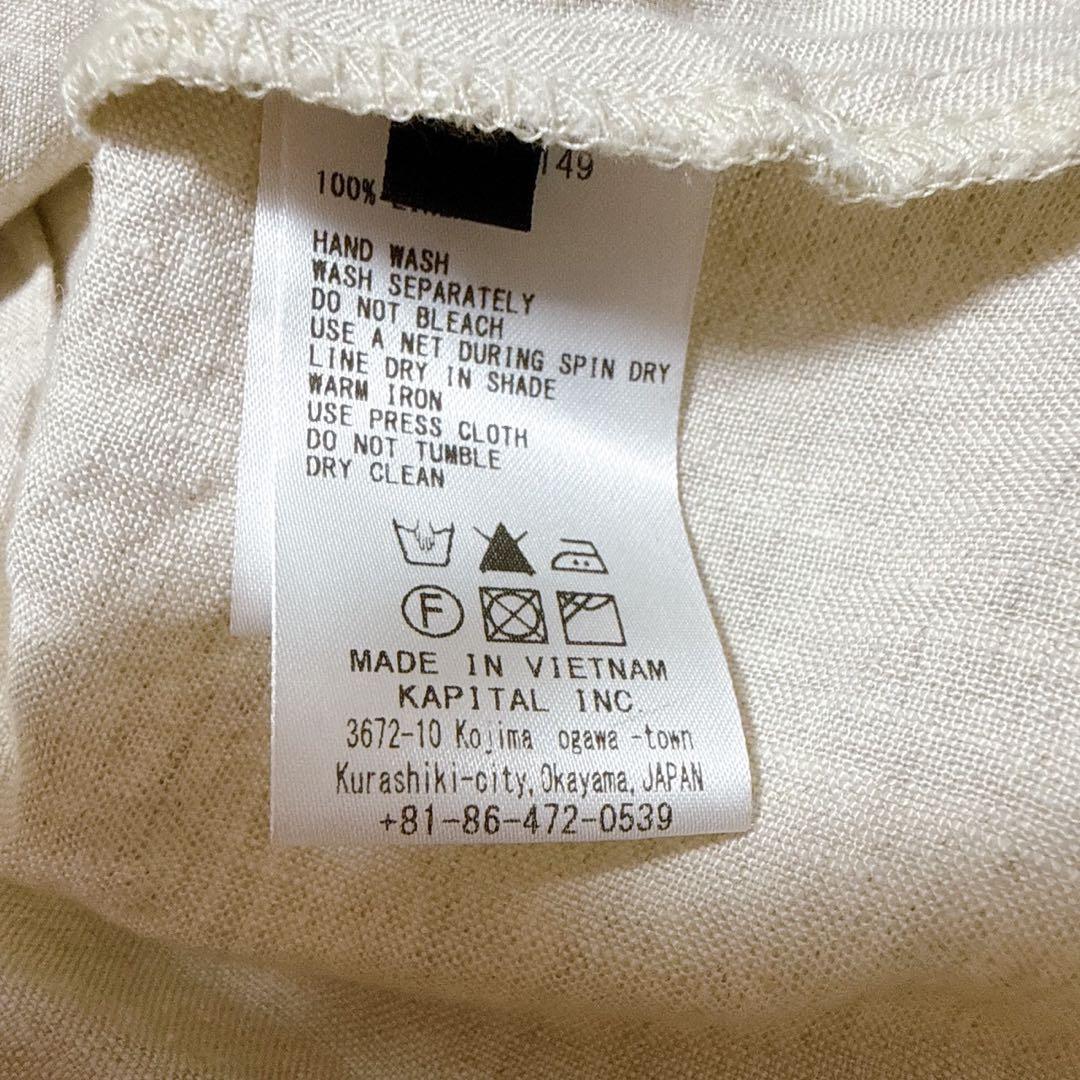 149
100%
HAND WASH
WASH SEPARATELY
DO NOT BLEACH
USE A NET DURING SPIN DRY
LINE DRY IN SHADE
WARM IRON
USE PRESS CLOTH
DO NOT TUMBLE
DRY CLEAN
F
MADE IN VIETNAM
KAPITAL INC
3672-10 Kojima ogawa -town
Kurashiki-city, Okayama, JAPAN
+81-86-472-0539